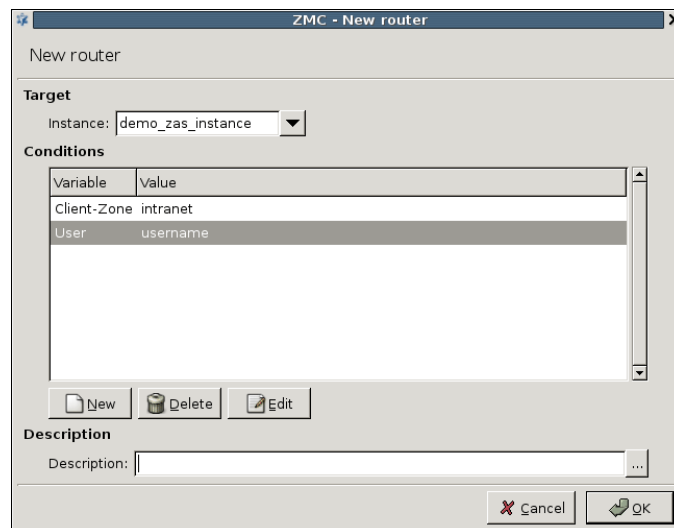 ZMC - New router
New router
Target
Instance: demo_zas_instance
Conditions
Variable Value
Client-Zone intranet
User username
New Delete Edit
Description
Description: ...
Cancel OK